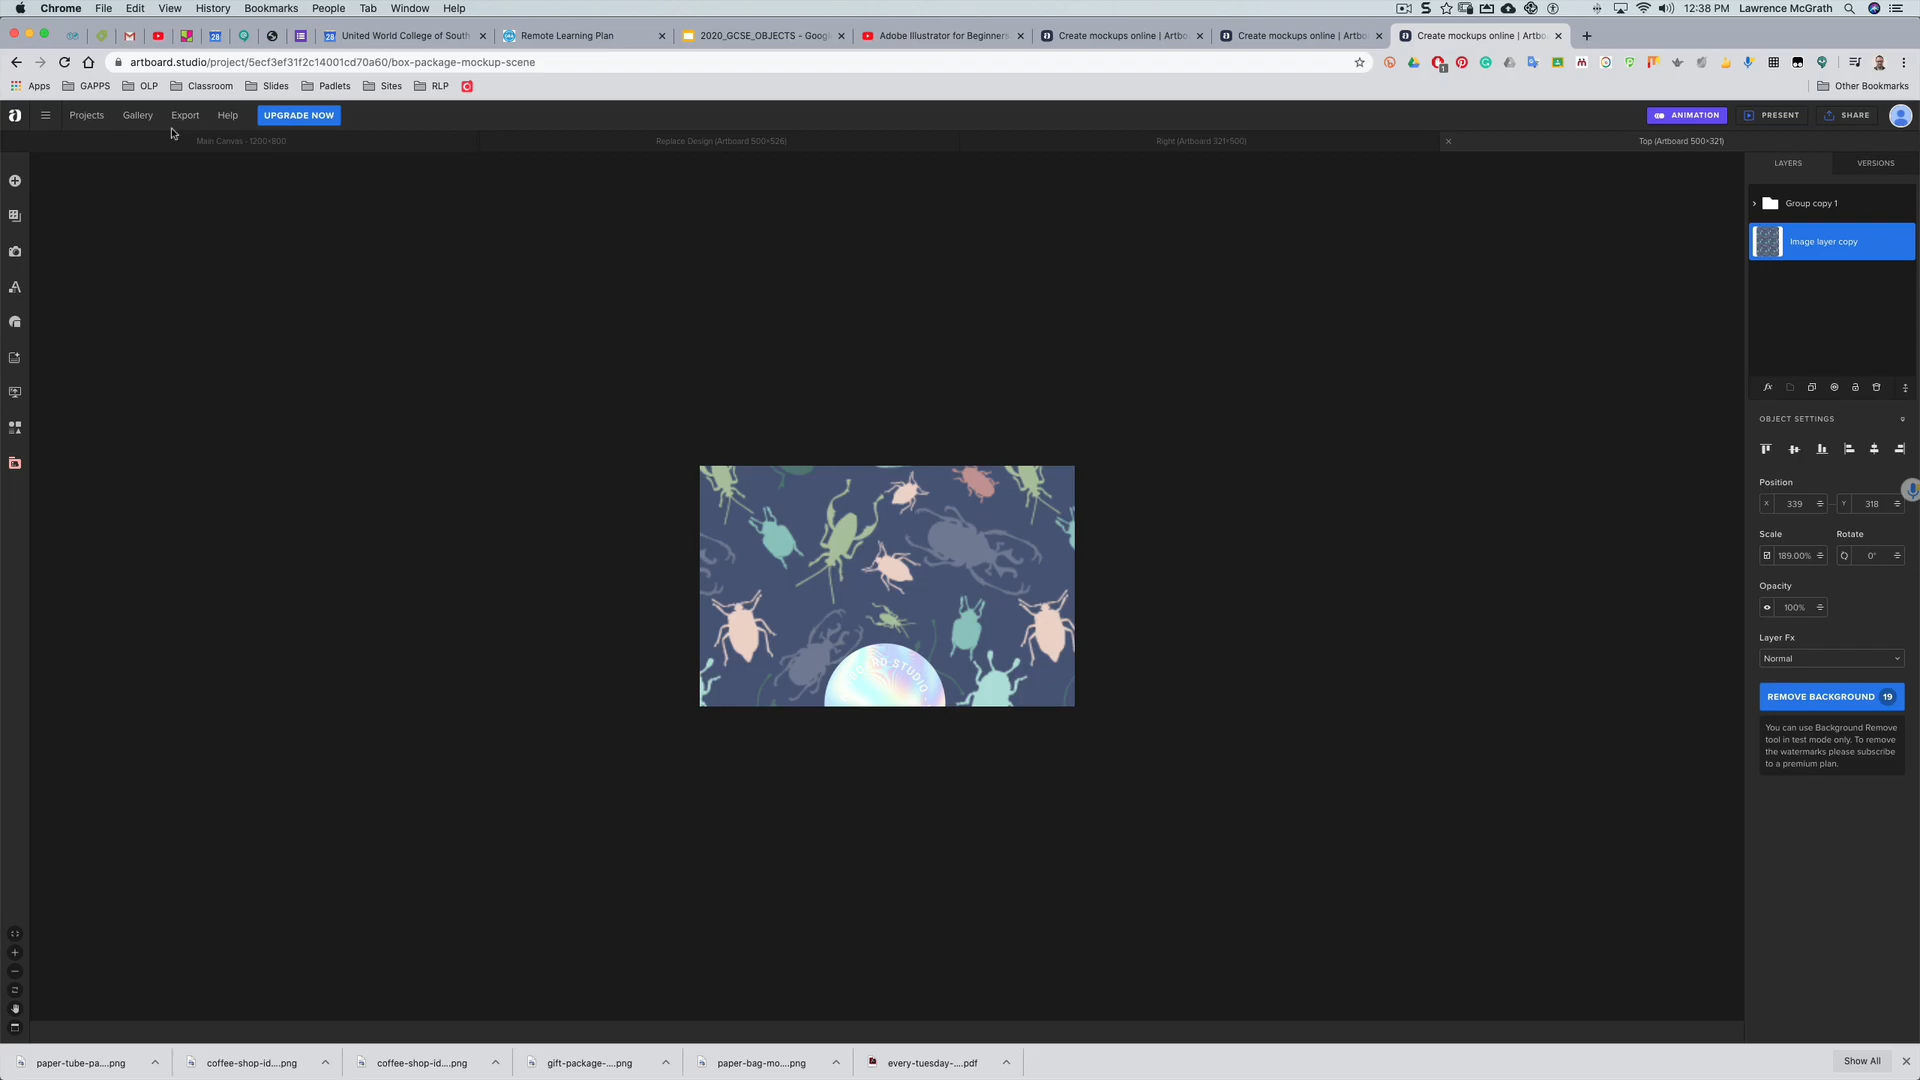 Chrome File Edit View History Bookmarks People Tab Window Help
12:38 PM Lawrence McGrath
United World College of South
Remote Learning Plan
2020_GCSE_OBJECTS - Googl
Adobe Illustrator for Beginners
Create mockups online | Artbo
Create mockups online | Artbo
Create mockups online | Artbo
artboard.studio/project/5ecf3ef31f2c14001cd70a60/box-package-mockup-scene
Apps GAPPS OLP Classroom Slides Padlets Sites RLP
Other Bookmarks
Projects Gallery Export Help UPGRADE NOW
ANIMATION PRESENT SHARE
Main Canvas - 1200×800
Replace Design (Artboard 500×526)
Right (Artboard 321×500)
Top (Artboard 500×321)
LAYERS VERSIONS
Group copy 1
Image layer copy
OBJECT SETTINGS
Position
X 339 Y 318
Scale Rotate
189.00% 0°
Opacity
100%
Layer Fx
Normal
REMOVE BACKGROUND 19
You can use Background Remove
tool in test mode only. To remove
the watermarks please subscribe
to a premium plan.
BOARD STUDIO
paper-tube-pa....png
coffee-shop-id....png
coffee-shop-id....png
gift-package-....png
paper-bag-mo....png
every-tuesday-....pdf
Show All